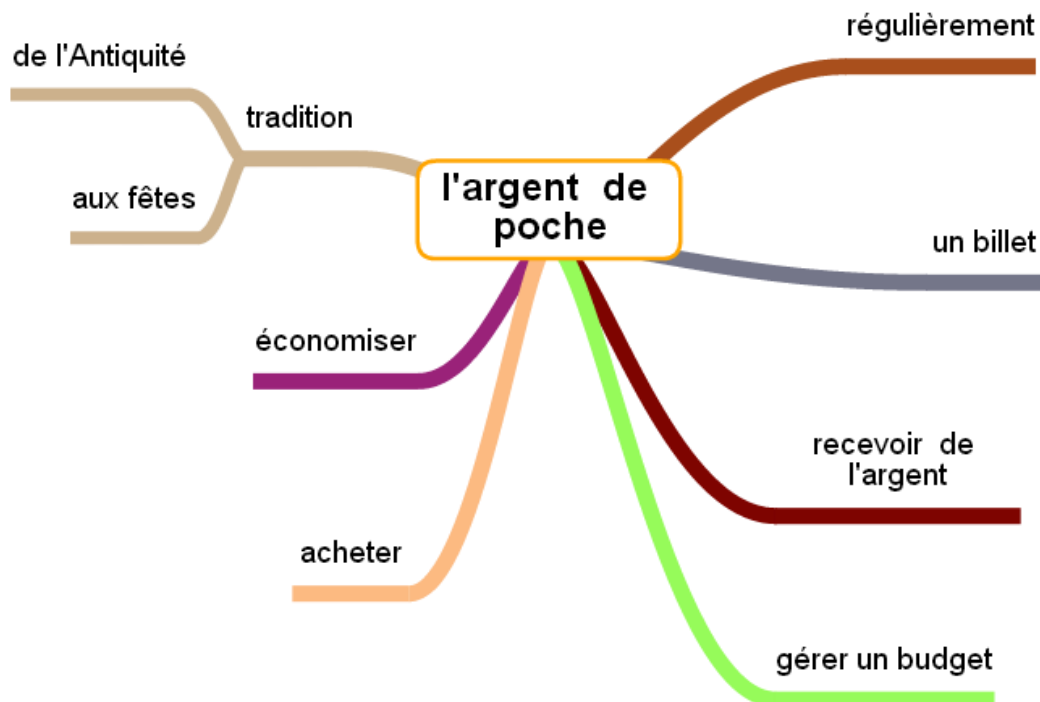 régulièrement
de l'Antiquité
tradition
l'argent de
poche
aux fêtes
un billet
économiser
recevoir de
l'argent
acheter
gérer un budget